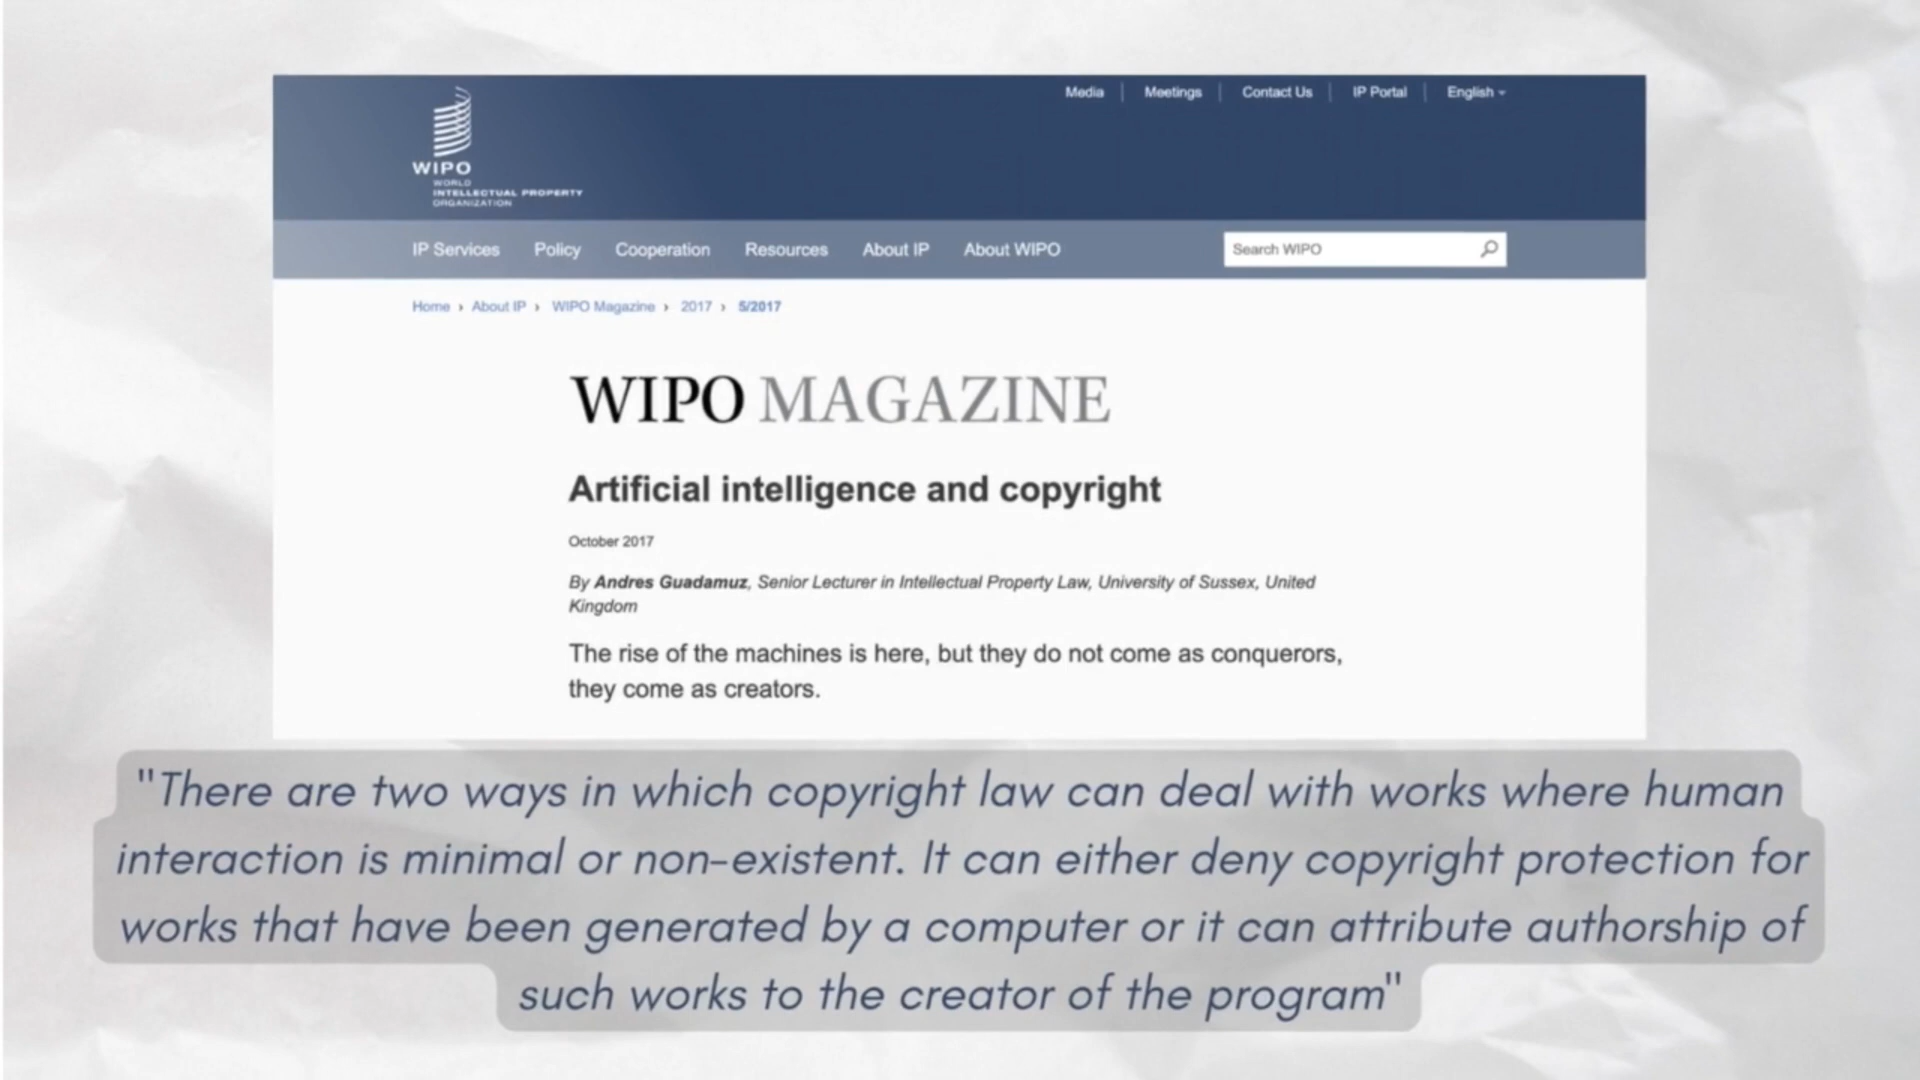 Media | Meetings | Contact Us | IP Portal | English
WIPO
WORLD
INTELLECTUAL PROPERTY
ORGANIZATION
IP Services Policy Cooperation Resources About IP About WIPO Search WIPO
Home › About IP › WIPO Magazine › 2017 › 5/2017
WIPO MAGAZINE
Artificial intelligence and copyright
October 2017
By Andres Guadamuz, Senior Lecturer in Intellectual Property Law, University of Sussex, United
Kingdom
The rise of the machines is here, but they do not come as conquerors,
they come as creators.
"There are two ways in which copyright law can deal with works where human
interaction is minimal or non-existent. It can either deny copyright protection for
works that have been generated by a computer or it can attribute authorship of
such works to the creator of the program"